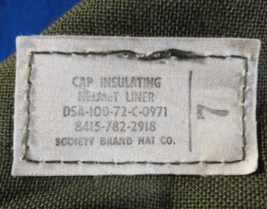 CAP INSULATING
HELMET LINER
DSA-100-72-C-0971
8415-782-2918
SOCIETY BRAND HAT CO.
7